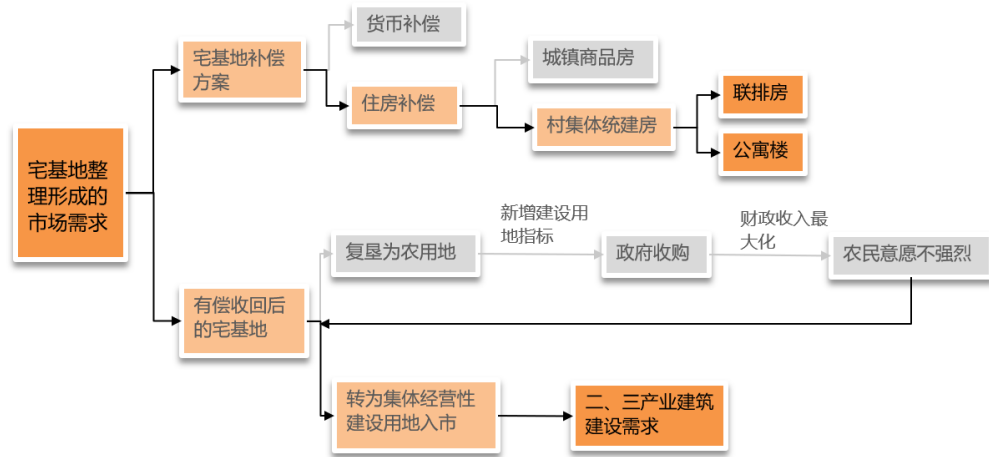 宅基地整
理形成的
市场需求
宅基地补偿
方案
货币补偿
住房补偿
城镇商品房
村集体统建房
联排房
公寓楼
有偿收回后
的宅基地
复垦为农用地
新增建设用
地指标
政府收购
财政收入最
大化
农民意愿不强烈
转为集体经营性
建设用地入市
二、三产业建筑
建设需求